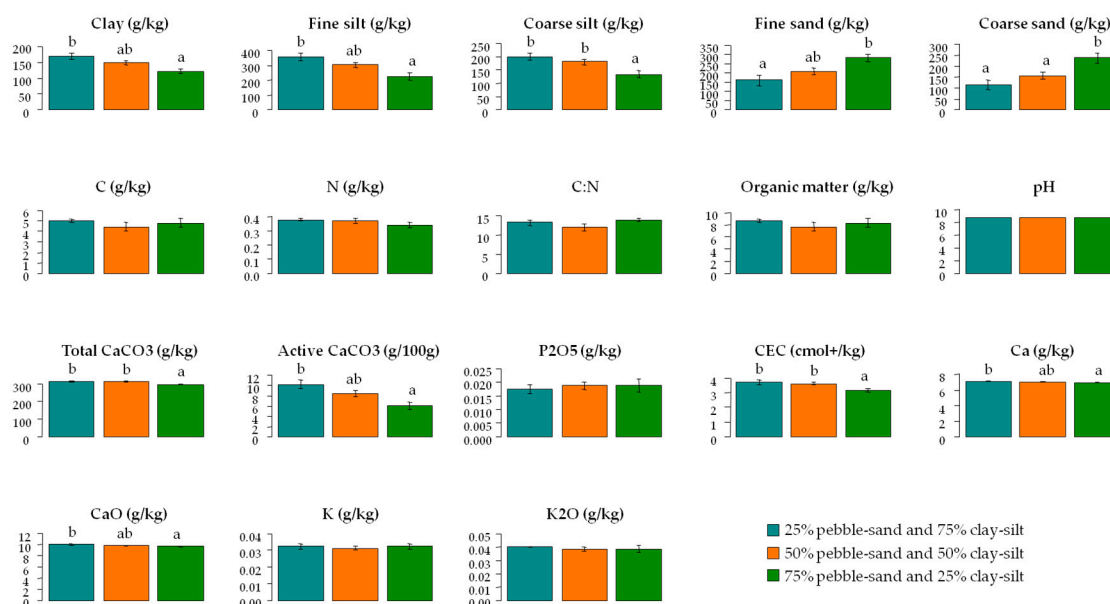 Clay (g/kg)
200
150
100
50
0
b
ab
a
Fine silt (g/kg)
400
300
200
100
0
b
ab
a
Coarse silt (g/kg)
250
200
150
100
50
0
b
b
a
Fine sand (g/kg)
350
300
250
200
150
100
50
0
a
ab
b
Coarse sand (g/kg)
300
250
200
150
100
50
0
a
a
b
C (g/kg)
6
5
4
3
2
1
0
N (g/kg)
0.4
0.3
0.2
0.1
0.0
C:N
15
10
5
0
Organic matter (g/kg)
10
8
6
4
2
0
pH
10
8
6
4
2
0
Total CaCO3 (g/kg)
300
200
100
0
b
b
a
Active CaCO3 (g/100g)
12
10
8
6
4
2
0
b
ab
a
P2O5 (g/kg)
0.025
0.020
0.015
0.010
0.005
0.000
CEC (cmol+/kg)
4
3
2
1
0
b
b
a
Ca (g/kg)
8
6
4
2
0
b
ab
a
CaO (g/kg)
12
10
8
6
4
2
0
b
ab
a
K (g/kg)
0.04
0.03
0.02
0.01
0.00
K2O (g/kg)
0.05
0.04
0.03
0.02
0.01
0.00
25% pebble-sand and 75% clay-silt
50% pebble-sand and 50% clay-silt
75% pebble-sand and 25% clay-silt